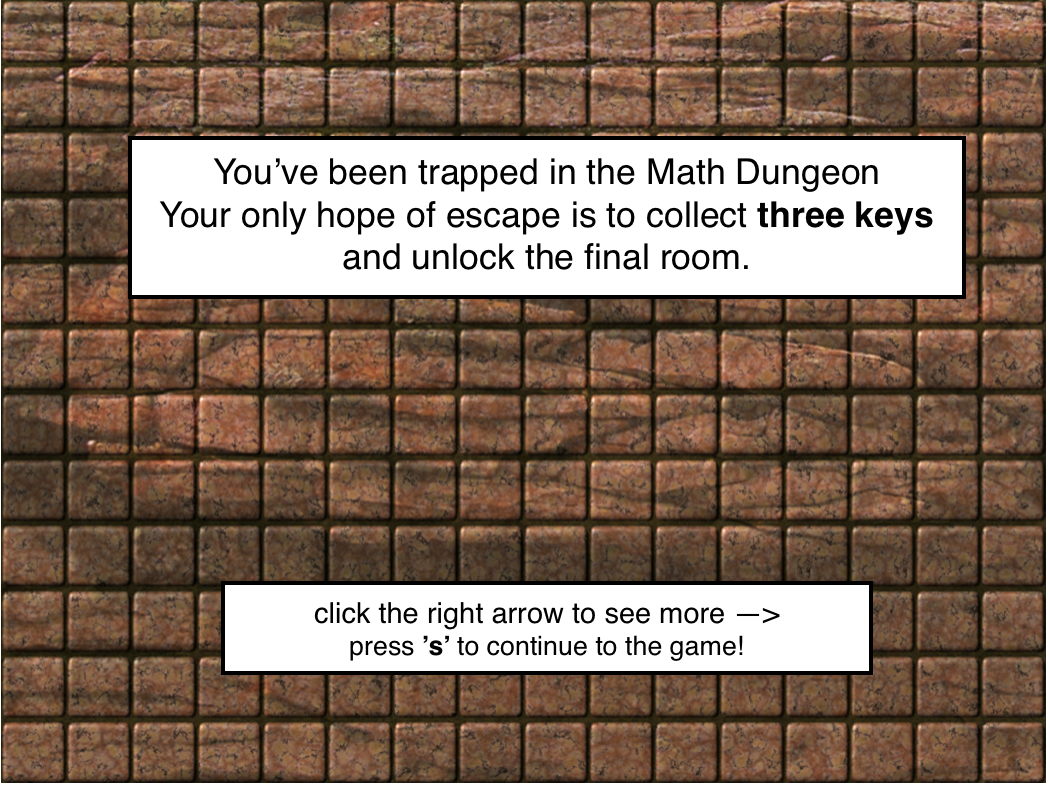 You’ve been trapped in the Math Dungeon
Your only hope of escape is to collect three keys
and unlock the final room.
click the right arrow to see more —>
press ’s’ to continue to the game!